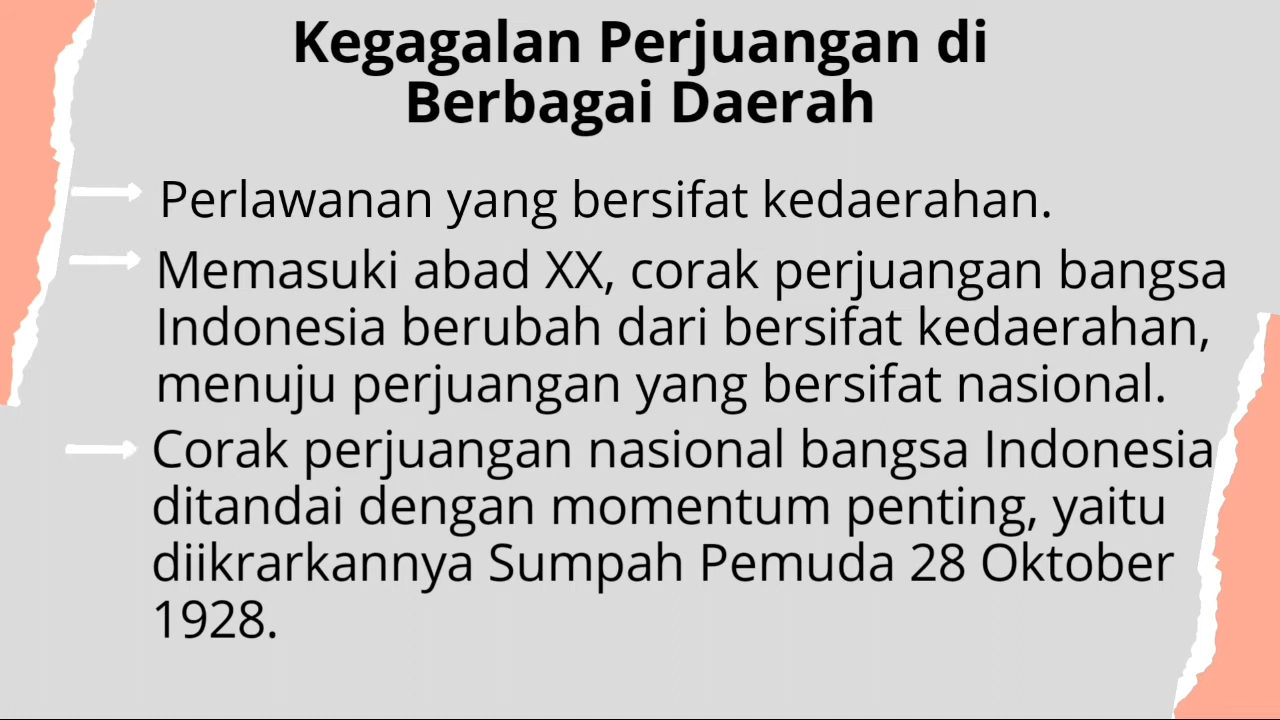 Kegagalan Perjuangan di
Berbagai Daerah
Perlawanan yang bersifat kedaerahan.
Memasuki abad XX, corak perjuangan bangsa
Indonesia berubah dari bersifat kedaerahan,
menuju perjuangan yang bersifat nasional.
Corak perjuangan nasional bangsa Indonesia
ditandai dengan momentum penting, yaitu
diikrarkannya Sumpah Pemuda 28 Oktober
1928.